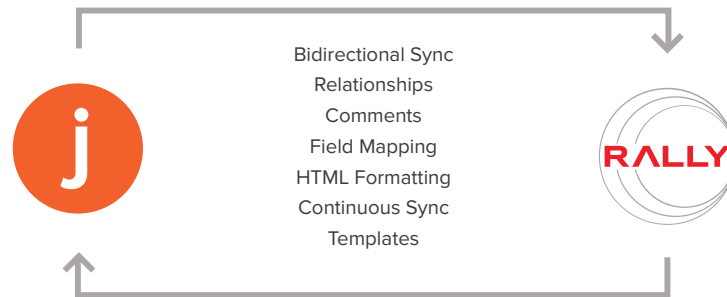 Bidirectional Sync
Relationships
Comments
Field Mapping
HTML Formatting
Continuous Sync
Templates
j
RALLY